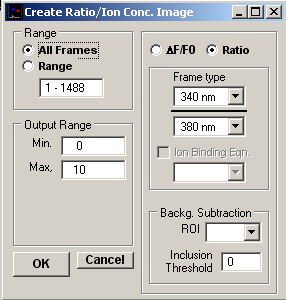 Create Ratio/Ion Conc. Image
Range
All Frames
Range
1 - 1488
Output Range
Min. 0
Max, 10
OK
Cancel
ΔF/F0 Ratio
Frame type
340 nm
380 nm
Ion Binding Eqn.
Backg. Subtraction
ROI
Inclusion
Threshold 0